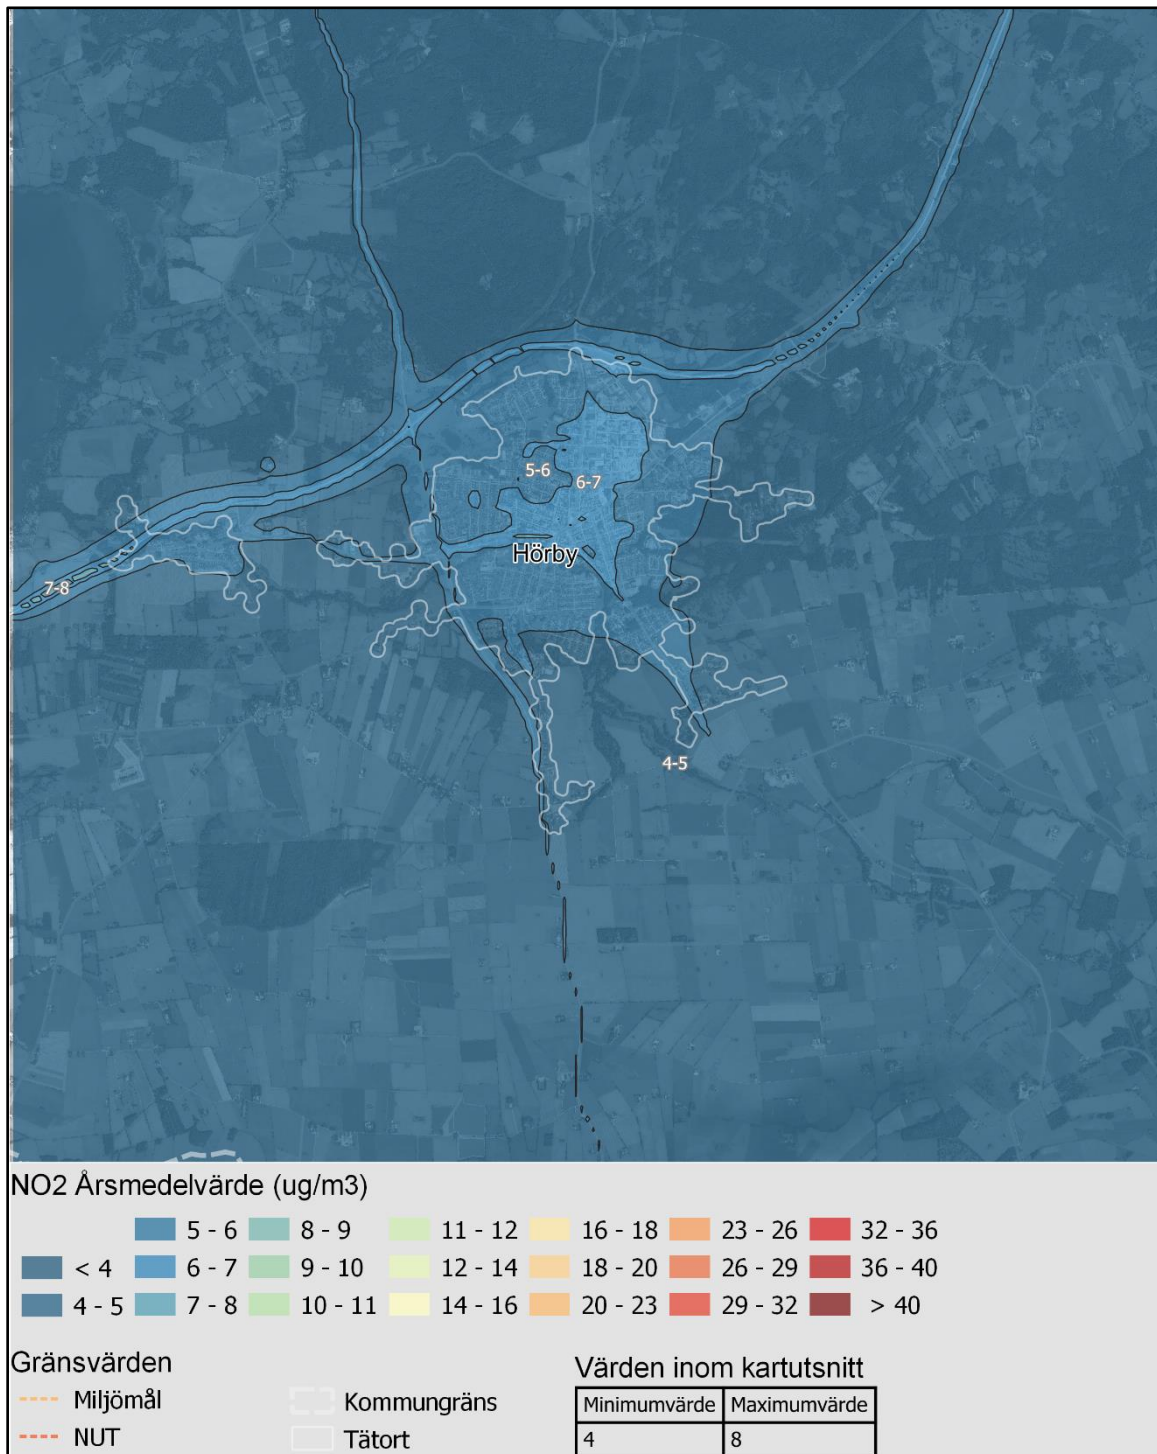 5-6
6-7
Hörby
7-8
4-5
NO2 Årsmedelvärde (ug/m3)
5 - 6 8 - 9 11 - 12 16 - 18 23 - 26 32 - 36
< 4 6 - 7 9 - 10 12 - 14 18 - 20 26 - 29 36 - 40
4 - 5 7 - 8 10 - 11 14 - 16 20 - 23 29 - 32 > 40
Gränsvärden
Miljömål
NUT
Kommungräns
Tätort
Värden inom kartutsnitt
Minimumvärde Maximumvärde
4 8